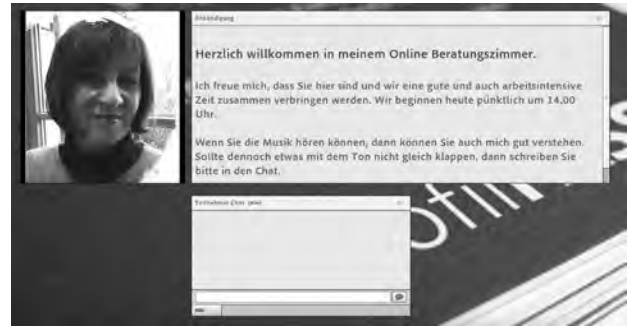 Ankündigung
Herzlich willkommen in meinem Online Beratungszimmer.
Ich freue mich, dass Sie hier sind und wir eine gute und auch arbeitsintensive
Zeit zusammen verbringen werden. Wir beginnen heute pünktlich um 14.00
Uhr.
Wenn Sie die Musik hören können, dann können Sie auch mich gut verstehen.
Sollte dennoch etwas mit dem Ton nicht gleich klappen, dann schreiben Sie
bitte in den Chat.